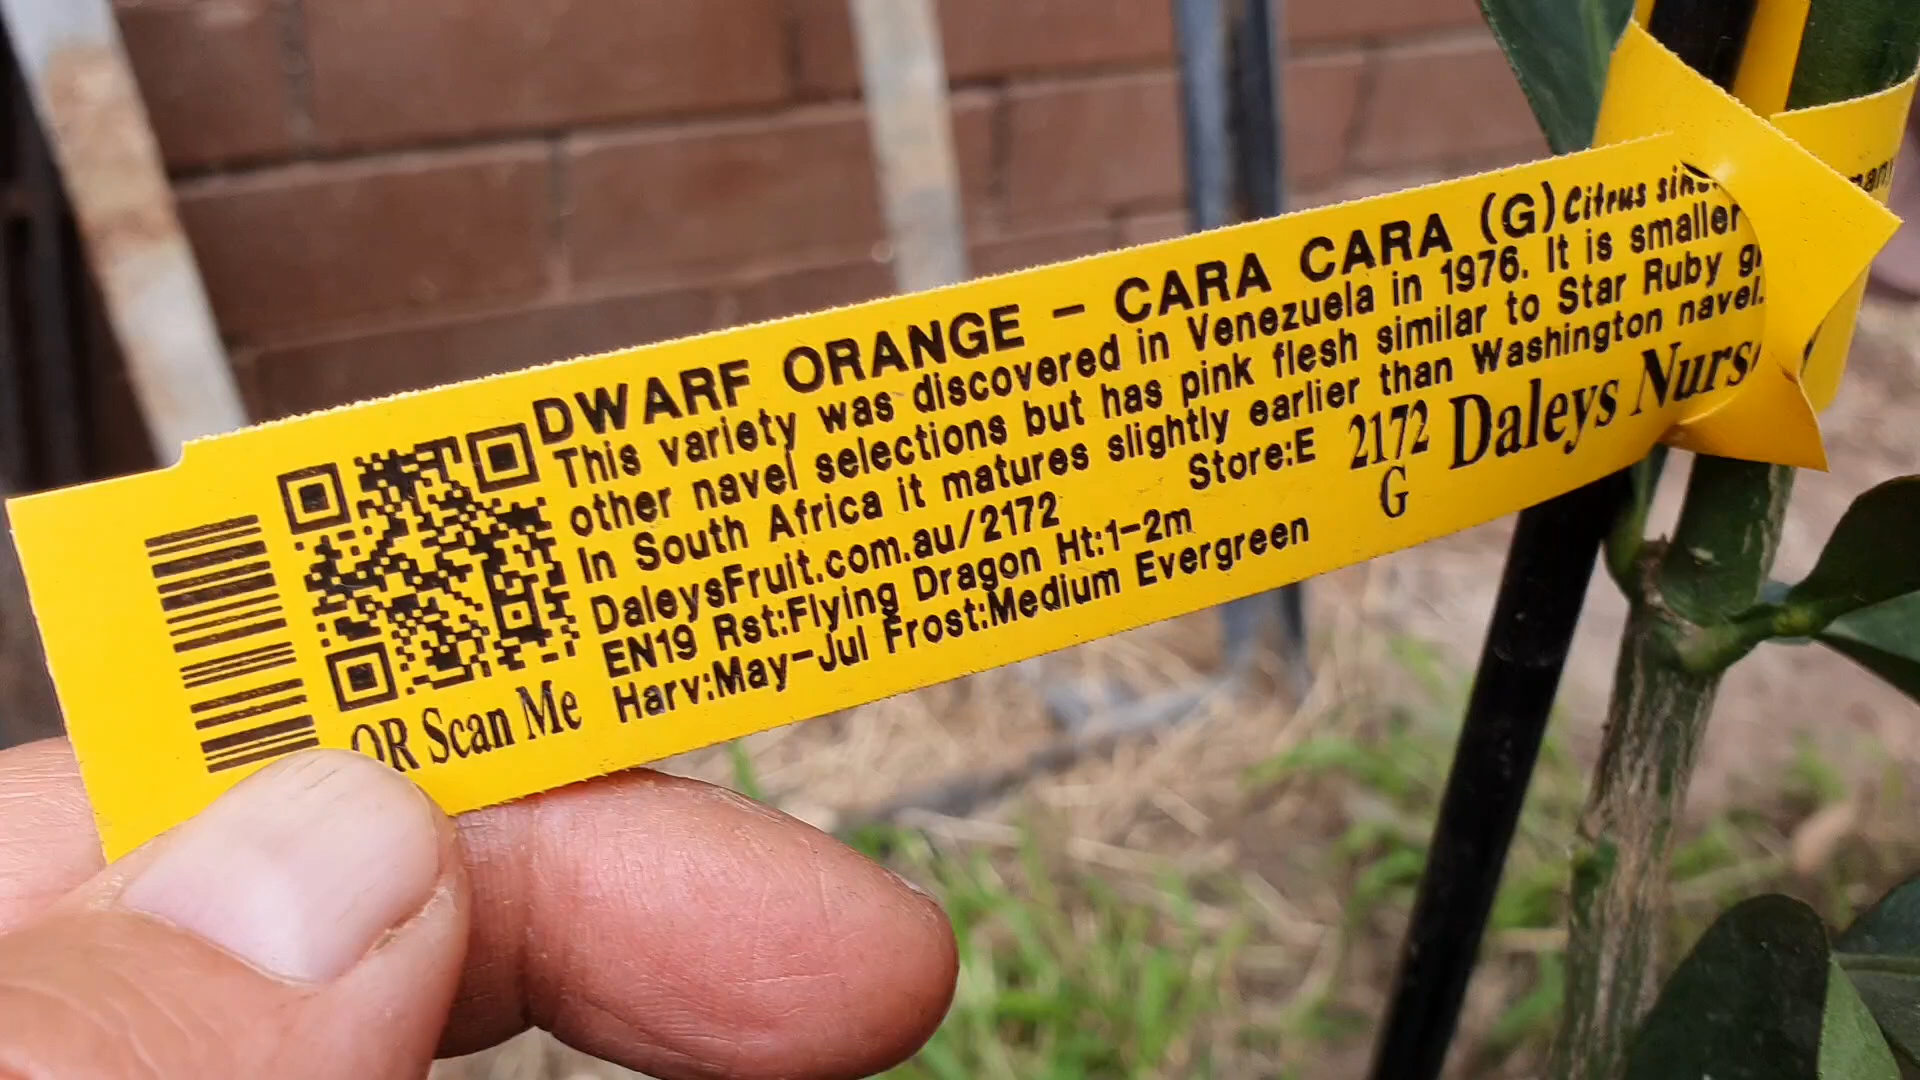 DWARF ORANGE - CARA CARA (G) Citrus
This variety was discovered in Venezuela in 1976. It is smaller
other navel selections but has pink flesh similar to Star Ruby
In South Africa it matures slightly earlier than Washington navel.
DaleysFruit.com.au/2172 Store:E 2172 Daleys
EN19 Rst:Flying Dragon Ht:1-2m G
Harv:May-Jul Frost:Medium Evergreen
QR Scan Me